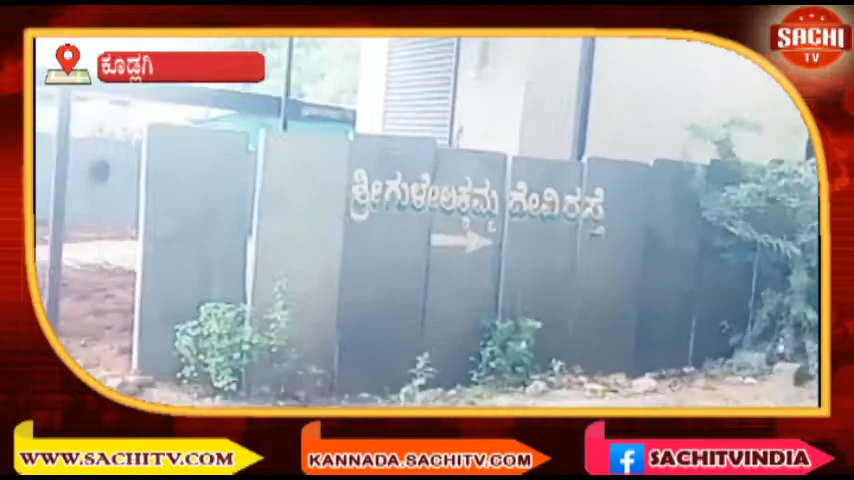 ಕೂಡ್ಲಗಿ
SACHI
TV
ಶ್ರೀಗುಳೇಲಕ್ಕಮ್ಮ ದೇವಿ ರಸ್ತೆ
WWW.SACHITV.COM
KANNADA.SACHITV.COM
f SACHITVINDIA